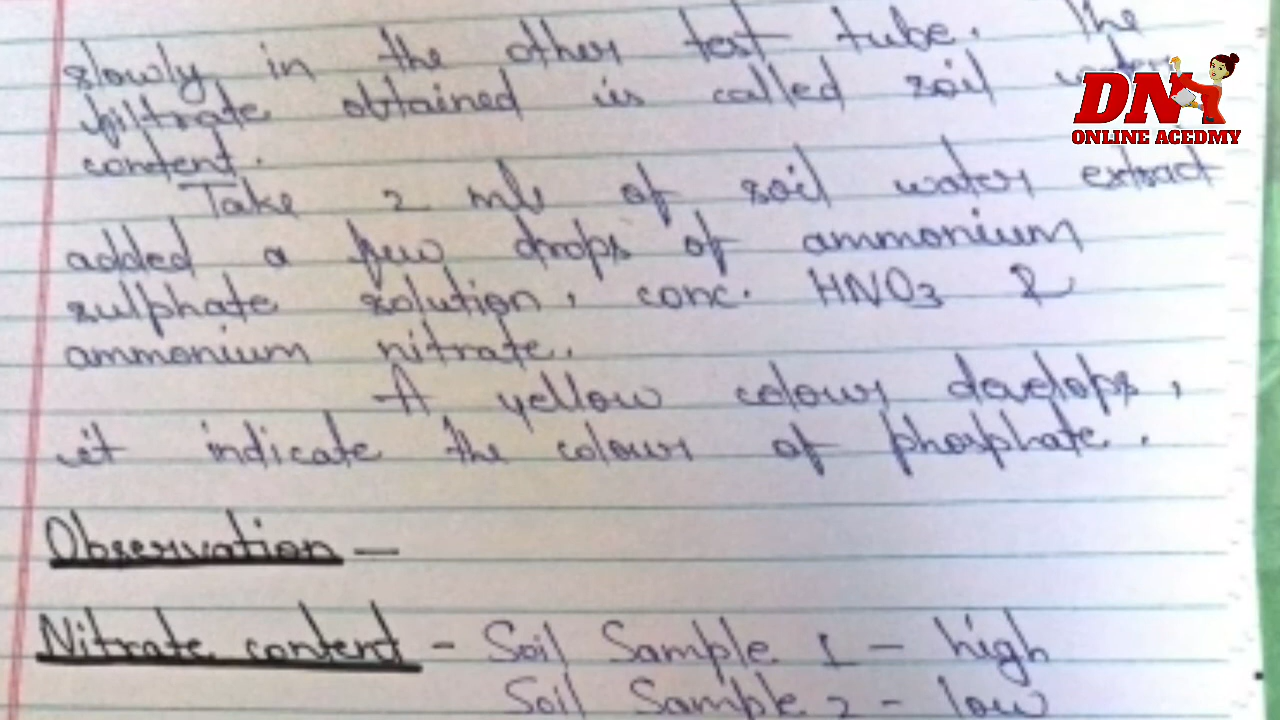 slowly in the other test tube. The
filtrate obtained is called soil water
content.
Take 2 ml of soil water extract
added a few drops of ammonium
sulphate solution, conc. HNO3 &
ammonium nitrate.
A yellow colour develops,
it indicate the colour of phosphate.
Observation -
Nitrate content - Soil Sample 1 - high
Soil Sample 2 - low
DN
ONLINE ACEDMY